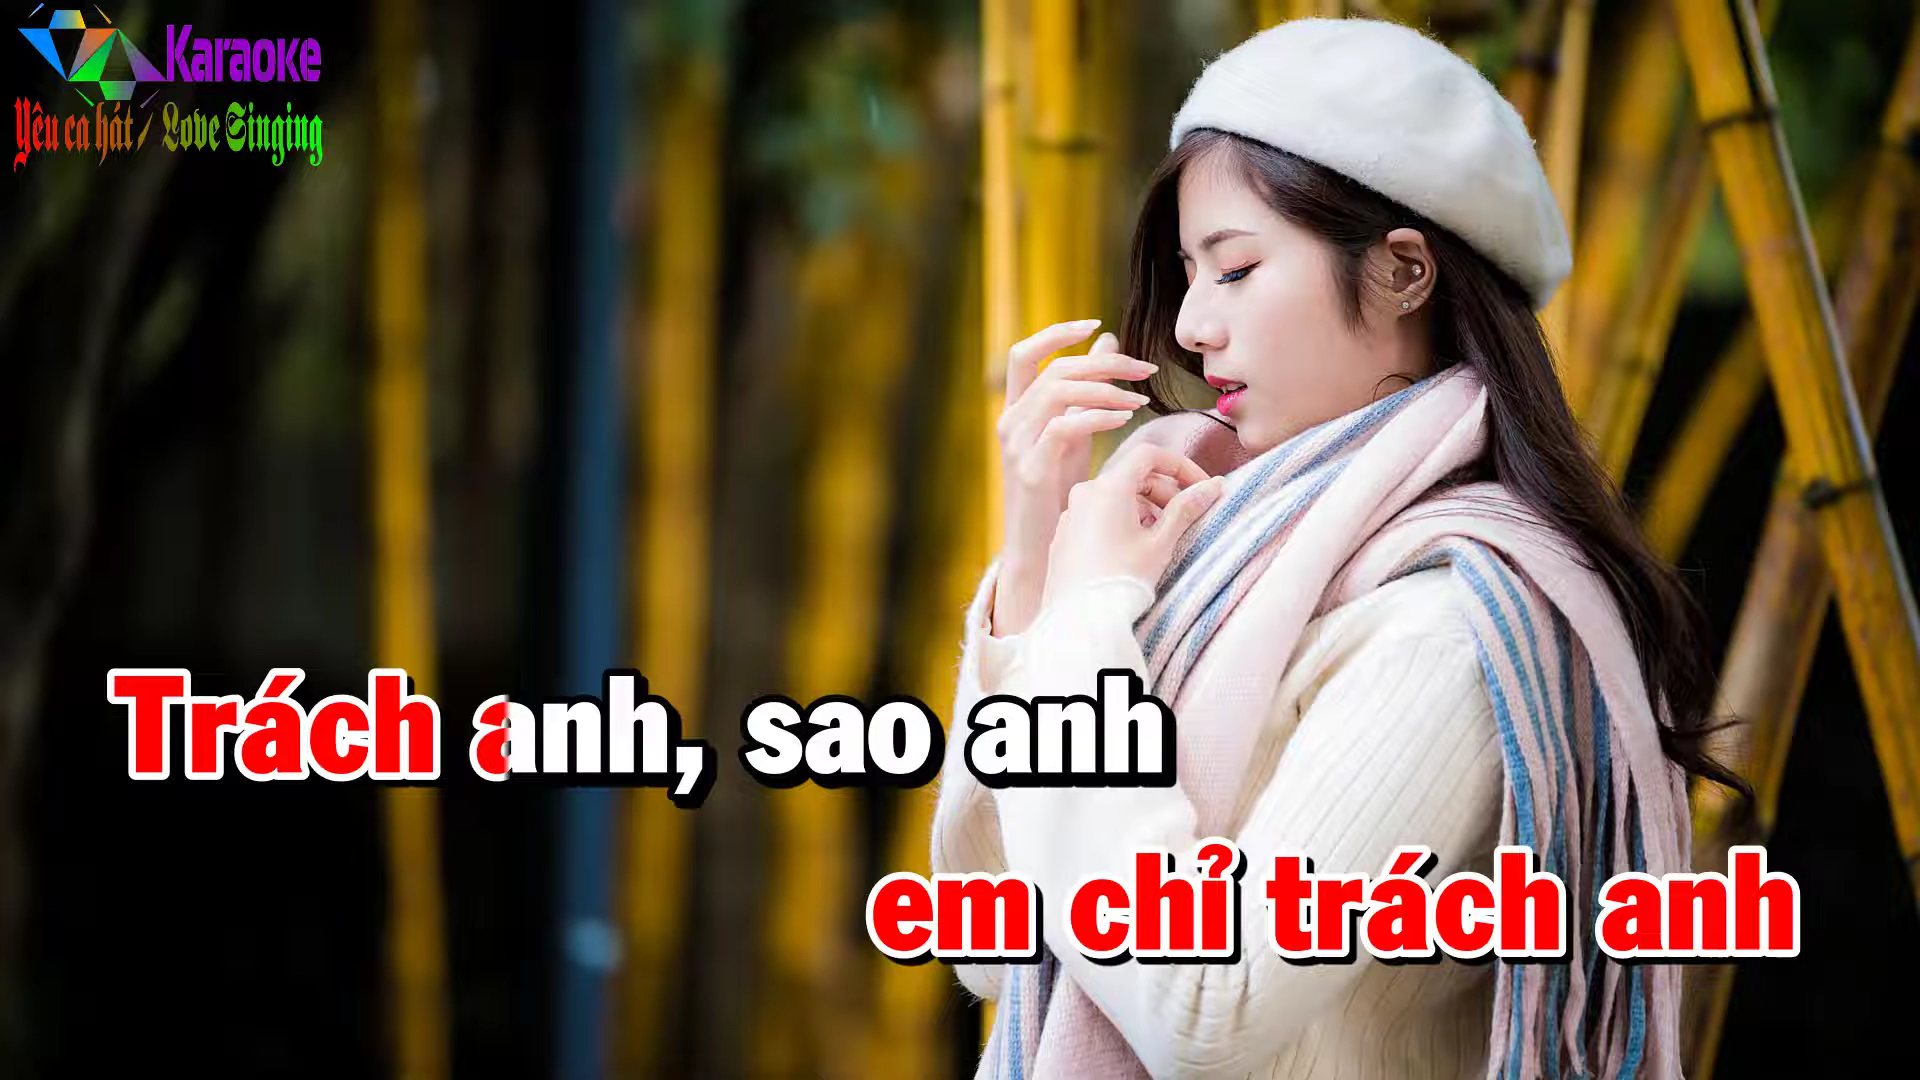 Karaoke
Yêu ca hát / Love Singing
Trách anh, sao anh
em chỉ trách anh